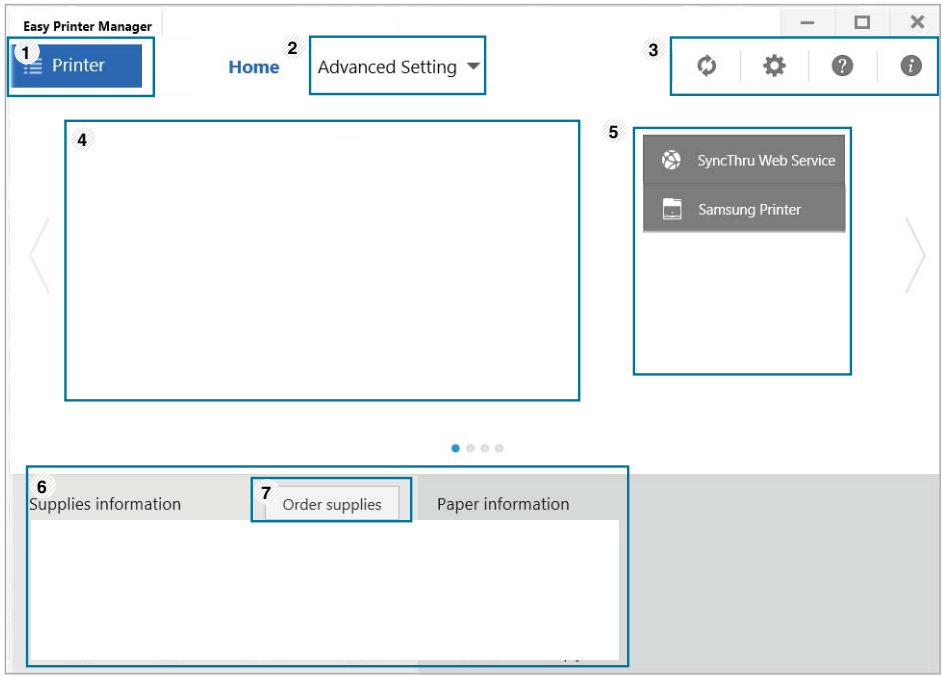 Easy Printer Manager
1
Printer
Home
2
Advanced Setting
3
4
5
SyncThru Web Service
Samsung Printer
6
Supplies information
7
Order supplies
Paper information